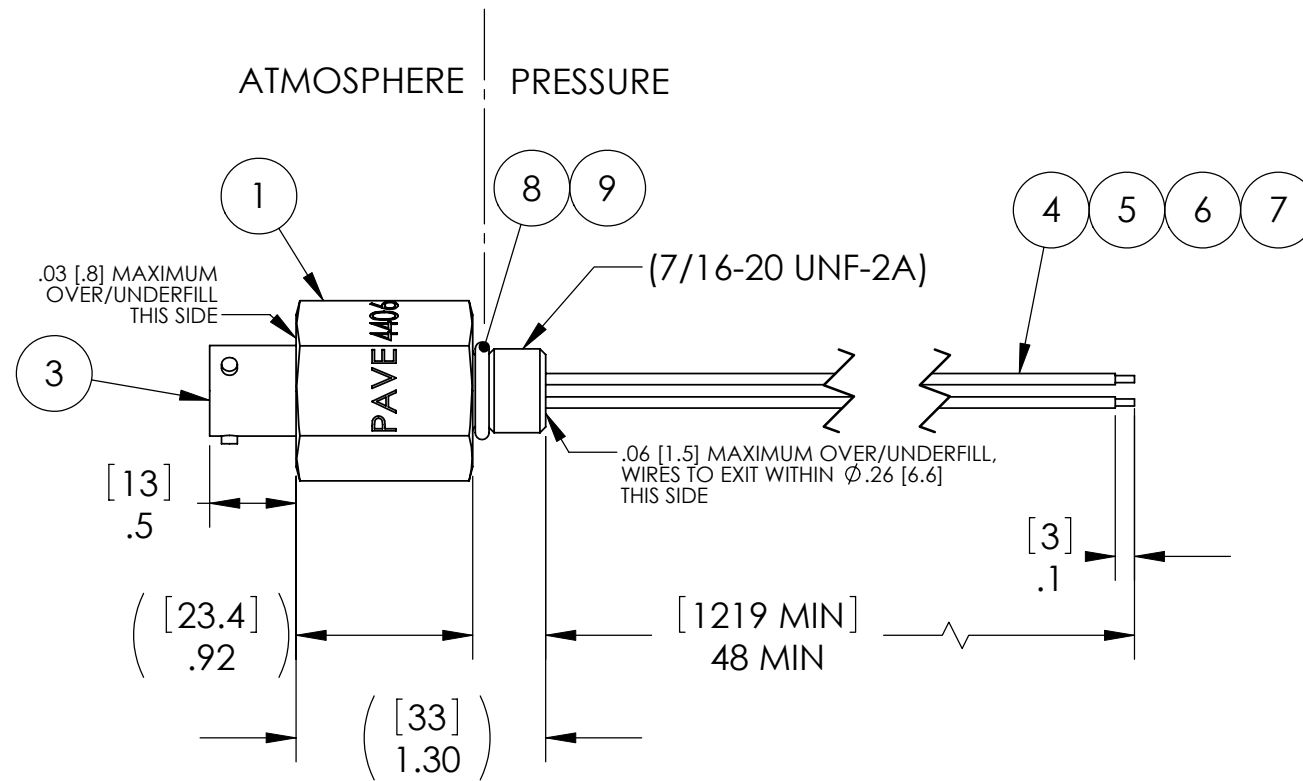 ATMOSPHERE
PRESSURE
1
8
9
4
5
6
7
.03 [.8] MAXIMUM
OVER/UNDERFILL
THIS SIDE
(7/16-20 UNF-2A)
3
PAVE 4406
.06 [1.5] MAXIMUM OVER/UNDERFILL,
WIRES TO EXIT WITHIN ∅.26 [6.6]
THIS SIDE
[13]
.5
[3]
.1
([23.4]
.92)
[1219 MIN]
48 MIN
([33]
1.30)